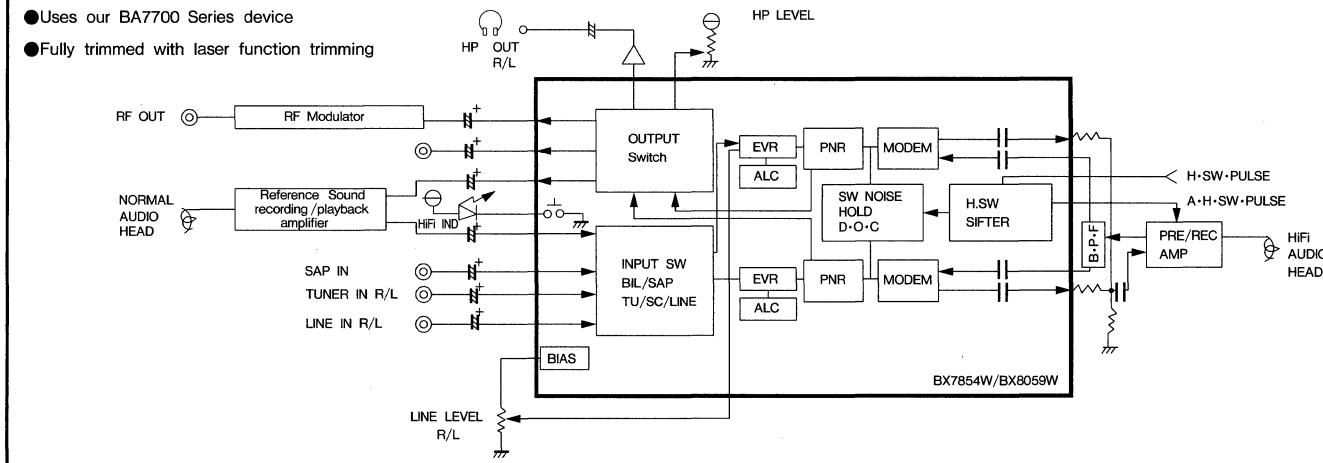 ●Uses our BA7700 Series device
●Fully trimmed with laser function trimming
HP OUT
R/L
HP LEVEL
RF OUT
RF Modulator
OUTPUT
Switch
EVR
ALC
PNR
MODEM
NORMAL
AUDIO
HEAD
Reference Sound
recording/playback
amplifier
HiFi IND
SW NOISE
HOLD
D・O・C
H.SW
SIFTER
H・SW・PULSE
A・H・SW・PULSE
B・P・F
PRE/REC
AMP
HiFi
AUDIC
HEAD
SAP IN
TUNER IN R/L
LINE IN R/L
INPUT SW
BIL/SAP
TU/SC/LINE
EVR
ALC
PNR
MODEM
BIAS
BX7854W/BX8059W
LINE LEVEL
R/L